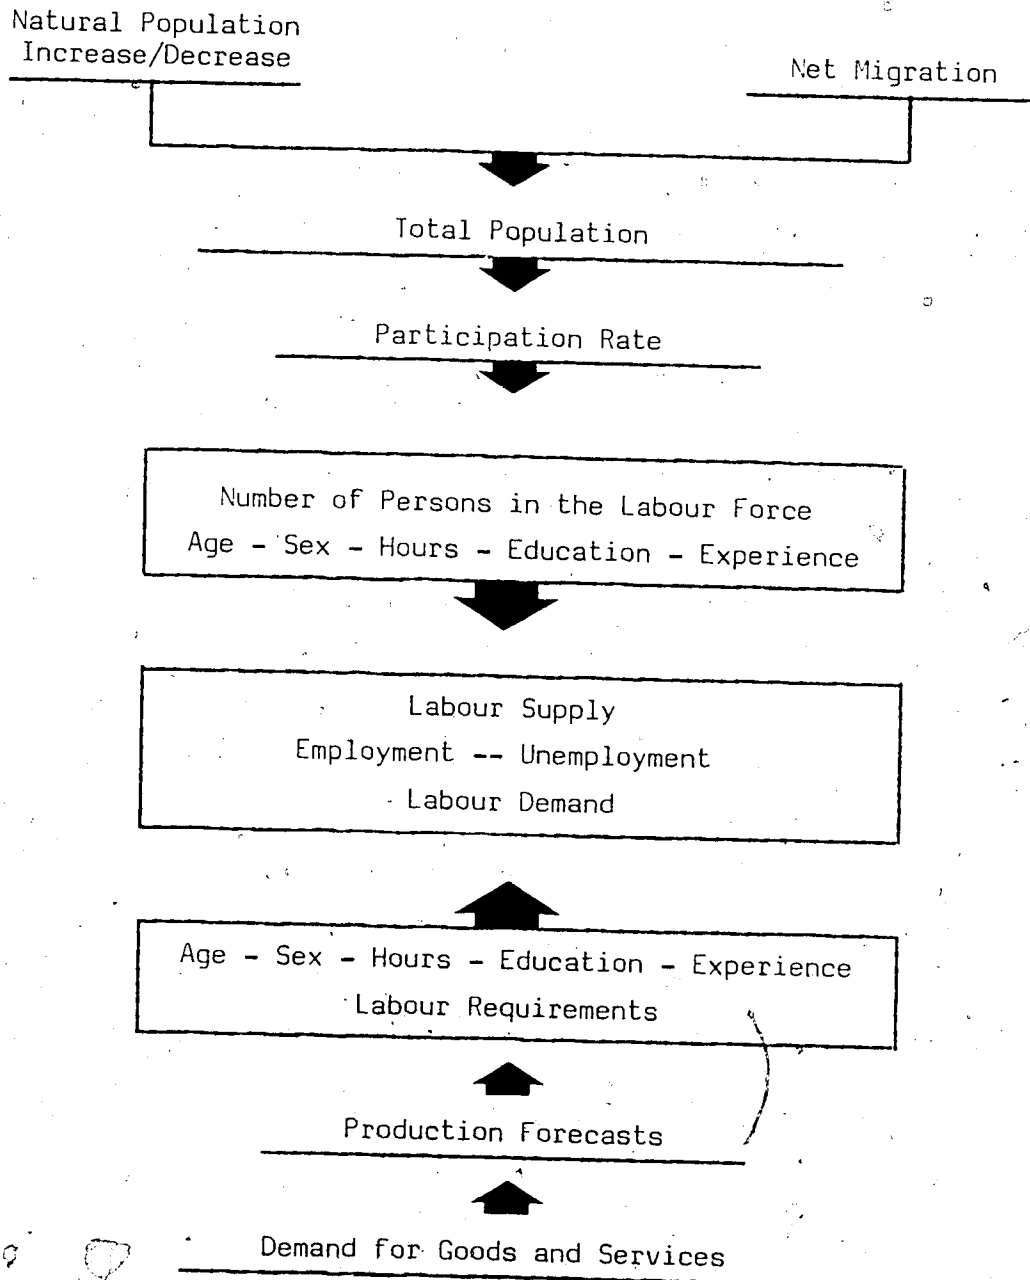 Natural Population
Increase/Decrease
Net Migration
Total Population
Participation Rate
Number of Persons in the Labour Force
Age - Sex - Hours - Education - Experience
Labour Supply
Employment -- Unemployment
Labour Demand
Age - Sex - Hours - Education - Experience
Labour Requirements
Production Forecasts
Demand for Goods and Services